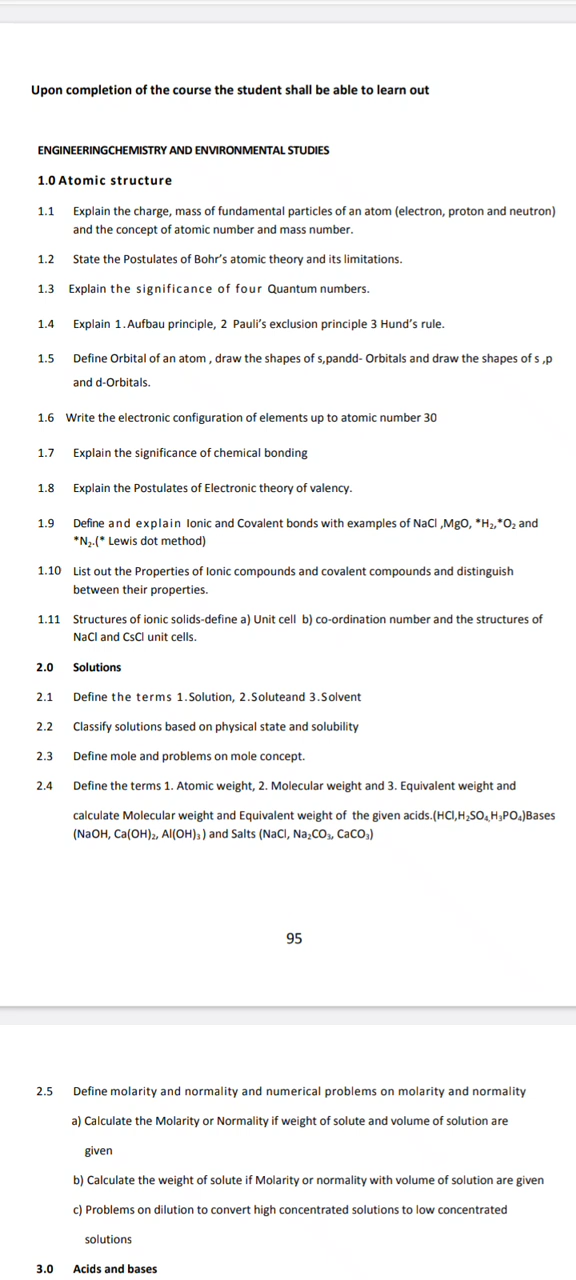 Upon completion of the course the student shall be able to learn out
ENGINEERINGCHEMISTRY AND ENVIRONMENTAL STUDIES
1.0 Atomic structure
1.1 Explain the charge, mass of fundamental particles of an atom (electron, proton and neutron)
and the concept of atomic number and mass number.
1.2 State the Postulates of Bohr's atomic theory and its limitations.
1.3 Explain the significance of four Quantum numbers.
1.4 Explain 1.Aufbau principle, 2 Pauli's exclusion principle 3 Hund's rule.
1.5 Define Orbital of an atom , draw the shapes of s,pandd- Orbitals and draw the shapes of s ,p
and d-Orbitals.
1.6 Write the electronic configuration of elements up to atomic number 30
1.7 Explain the significance of chemical bonding
1.8 Explain the Postulates of Electronic theory of valency.
1.9 Define and explain Ionic and Covalent bonds with examples of NaCl ,MgO, *H₂,*O₂ and
*N₂.(* Lewis dot method)
1.10 List out the Properties of Ionic compounds and covalent compounds and distinguish
between their properties.
1.11 Structures of ionic solids-define a) Unit cell b) co-ordination number and the structures of
NaCl and CsCl unit cells.
2.0 Solutions
2.1 Define the terms 1.Solution, 2.Soluteand 3.Solvent
2.2 Classify solutions based on physical state and solubility
2.3 Define mole and problems on mole concept.
2.4 Define the terms 1. Atomic weight, 2. Molecular weight and 3. Equivalent weight and
calculate Molecular weight and Equivalent weight of the given acids.(HCl,H₂SO₄,H₃PO₄)Bases
(NaOH, Ca(OH)₂, Al(OH)₃) and Salts (NaCl, Na₂CO₃, CaCO₃)
95
2.5 Define molarity and normality and numerical problems on molarity and normality
a) Calculate the Molarity or Normality if weight of solute and volume of solution are
given
b) Calculate the weight of solute if Molarity or normality with volume of solution are given
c) Problems on dilution to convert high concentrated solutions to low concentrated
solutions
3.0 Acids and bases